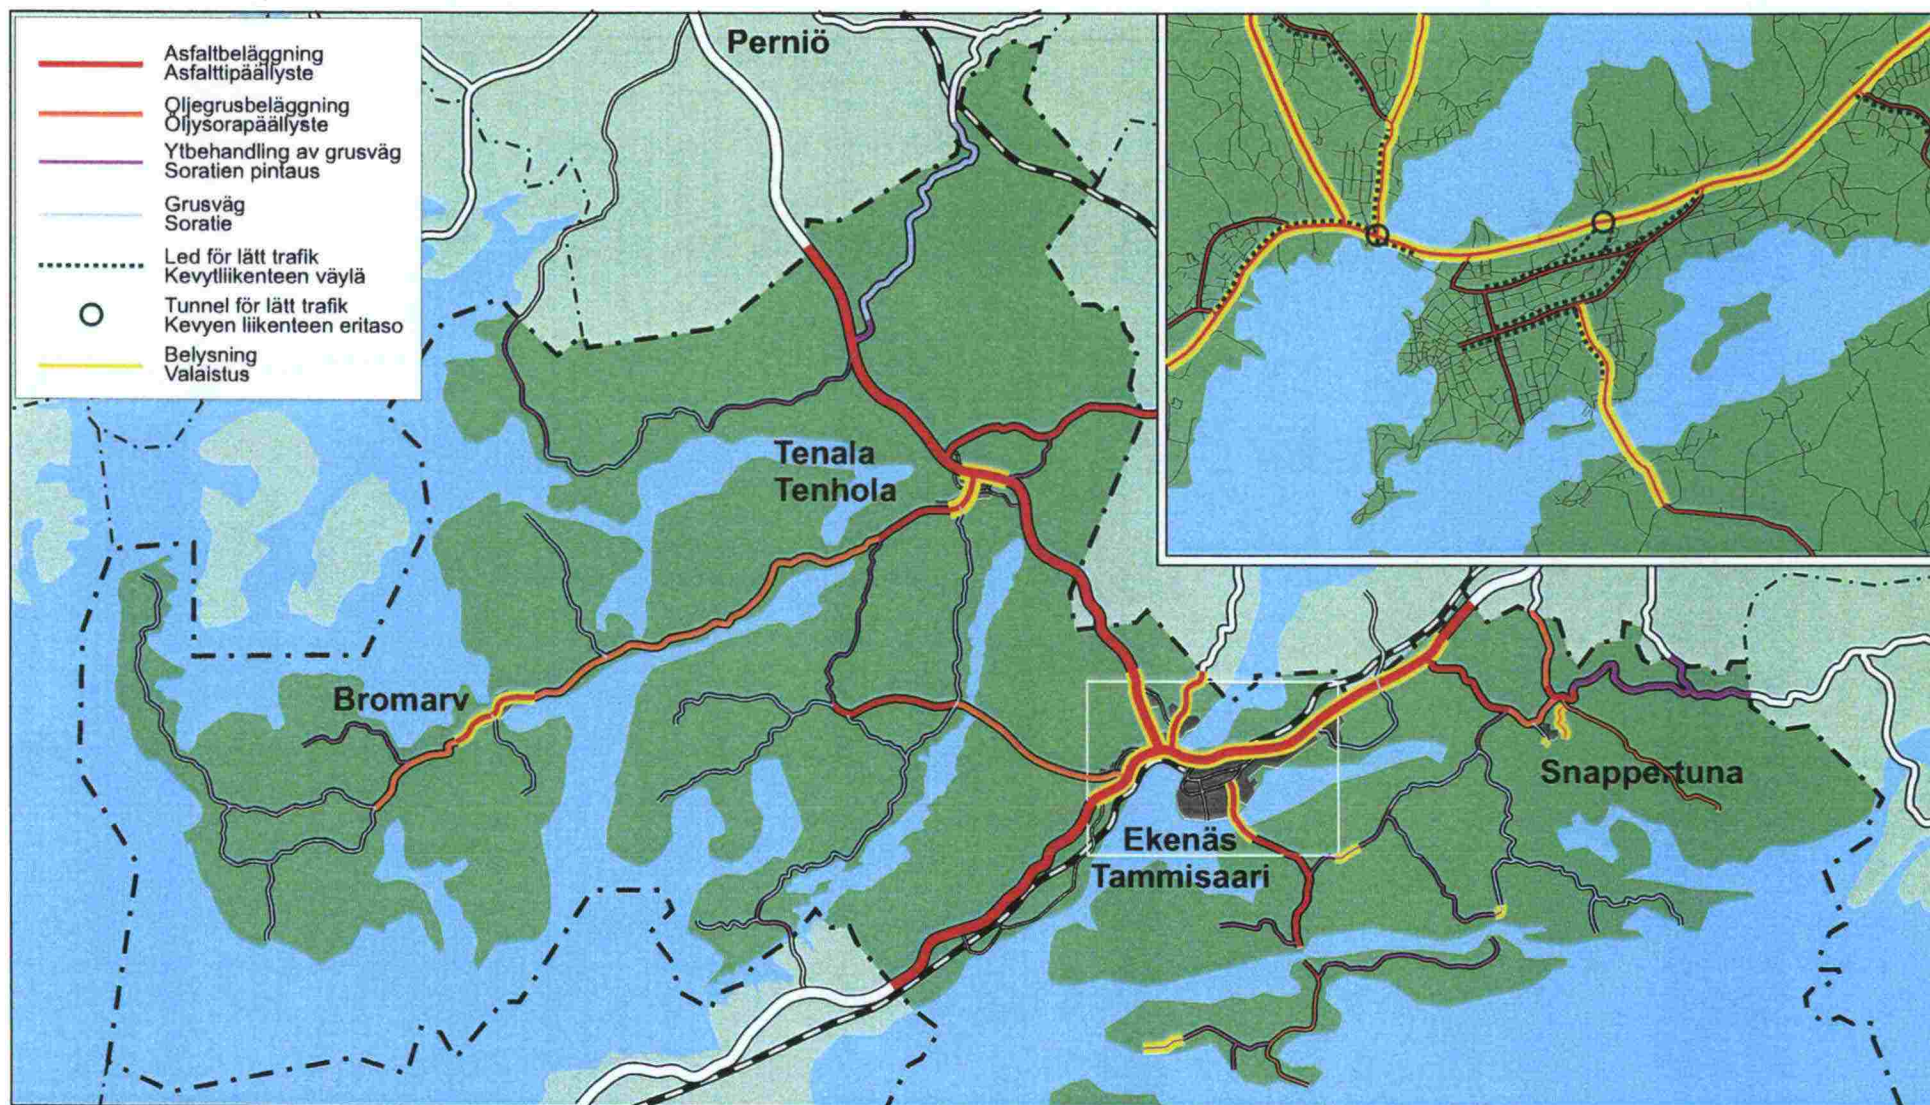 Asfaltbeläggning
Asfalttipäällyste
Oljegrusbeläggning
Öljysorapäällyste
Ytbehandling av grusväg
Soratien pintaus
Grusväg
Soratie
Led för lätt trafik
Kevytliikenteen väylä
Tunnel för lätt trafik
Kevyen liikenteen eritaso
Belysning
Valaistus
Perniö
Tenala
Tenhola
Bromarv
Snappertuna
Ekenäs
Tammisaari